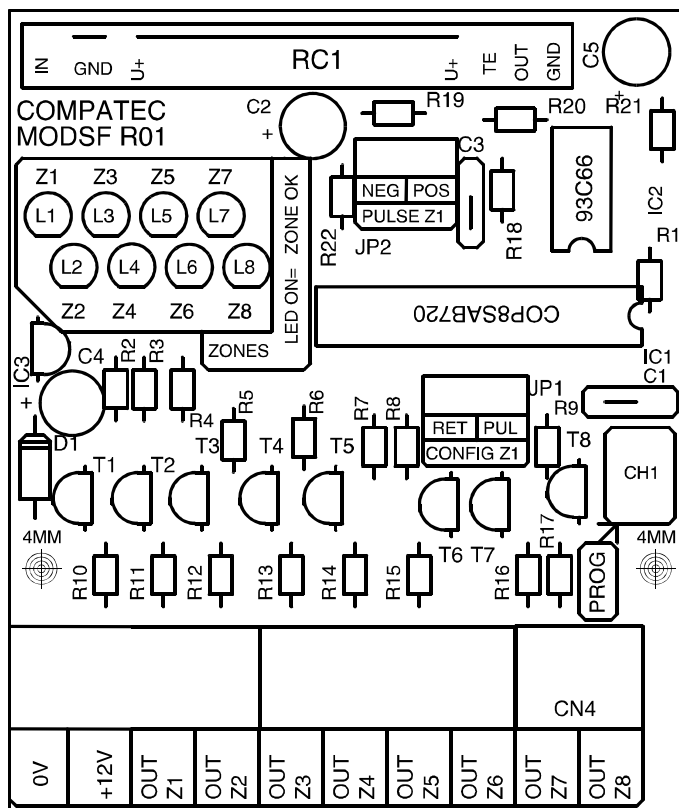 IN GND U+ RC1 U+ TE OUT GND
C5
+
COMPATEC
MODSF R01
C2
+
R19
R20
R21
Z1 Z3 Z5 Z7
L1 L3 L5 L7
L2 L4 L6 L8
Z2 Z4 Z6 Z8
ZONES
LED ON= ZONE OK
R22
NEG POS
PULSE Z1
JP2
C3
R18
93C66
IC2
R1
COP8SAB720
IC1
IC3
C4
+
R2
R3
R4
R5
R6
R7
R8
JP1
RET PUL
CONFIG Z1
R9
C1
D1
T1 T2 T3 T4 T5
T6 T7
T8
CH1
4MM
4MM
R10
R11
R12
R13
R14
R15
R16
R17
PROG
CN4
0V
+12V
OUT Z1
OUT Z2
OUT Z3
OUT Z4
OUT Z5
OUT Z6
OUT Z7
OUT Z8